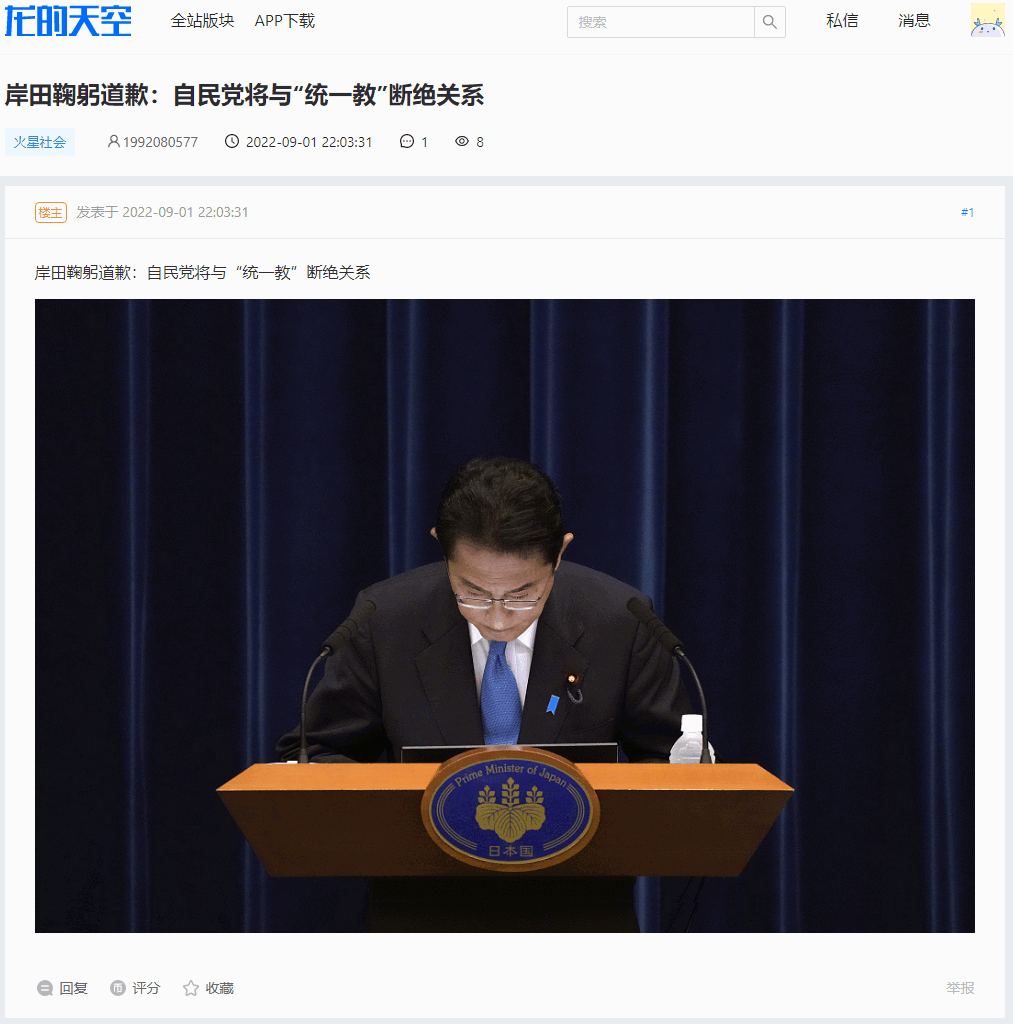 龙的天空 全站版块 APP下载 搜索 私信 消息
岸田鞠躬道歉：自民党将与“统一教”断绝关系
火星社会 1992080577 2022-09-01 22:03:31 1 8
楼主 发表于 2022-09-01 22:03:31 #1
岸田鞠躬道歉：自民党将与“统一教”断绝关系
Prime Minister of Japan
日本国
回复 币 评分 收藏 举报